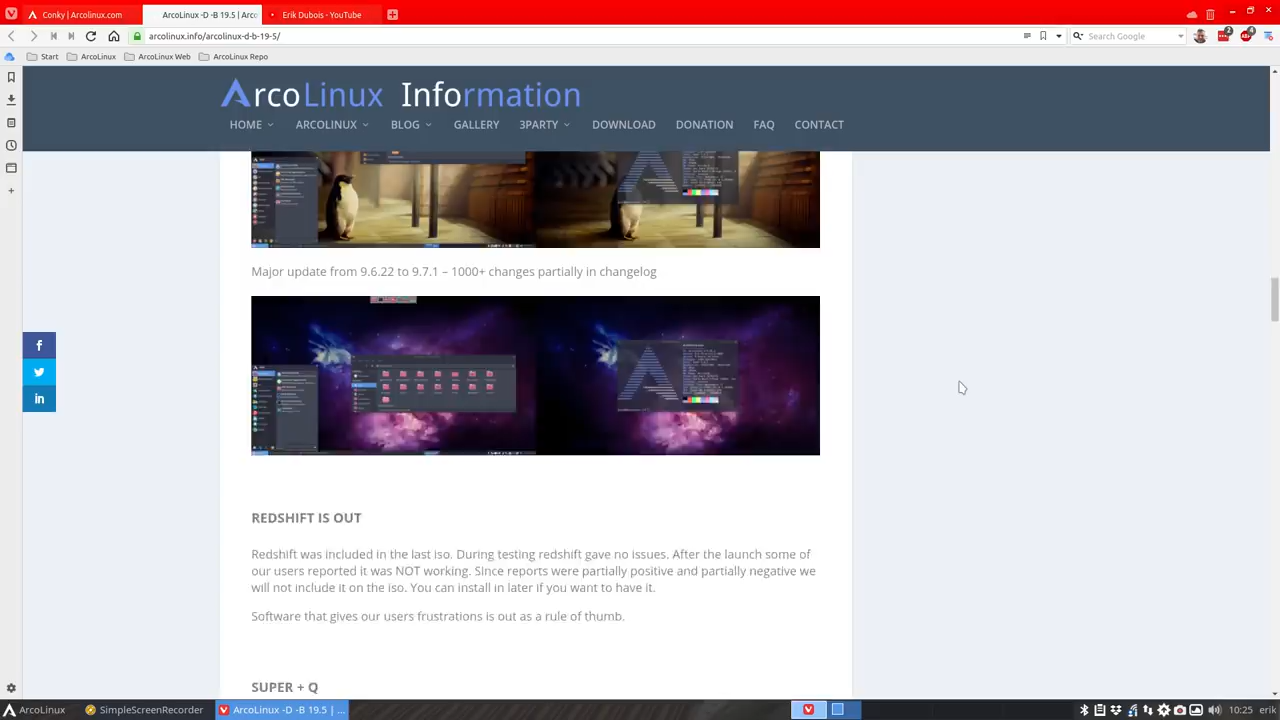 Conky | Arcolinux.com
ArcoLinux -D -B 19.5 | Arc
Erik Dubois - YouTube
arcolinux.info/arcolinux-d-b-19-5/
Search Google
2
4
Start
ArcoLinux
ArcoLinux Web
ArcoLinux Repo
ArcoLinux Information
HOME
ARCOLINUX
BLOG
GALLERY
3PARTY
DOWNLOAD
DONATION
FAQ
CONTACT
Major update from 9.6.22 to 9.7.1 – 1000+ changes partially in changelog
REDSHIFT IS OUT
Redshift was included in the last iso. During testing redshift gave no issues. After the launch some of
our users reported it was NOT working. Since reports were partially positive and partially negative we
will not include it on the iso. You can install in later if you want to have it.
Software that gives our users frustrations is out as a rule of thumb.
SUPER + Q
ArcoLinux
SimpleScreenRecorder
ArcoLinux -D -B 19.5 | ...
10:25
erik